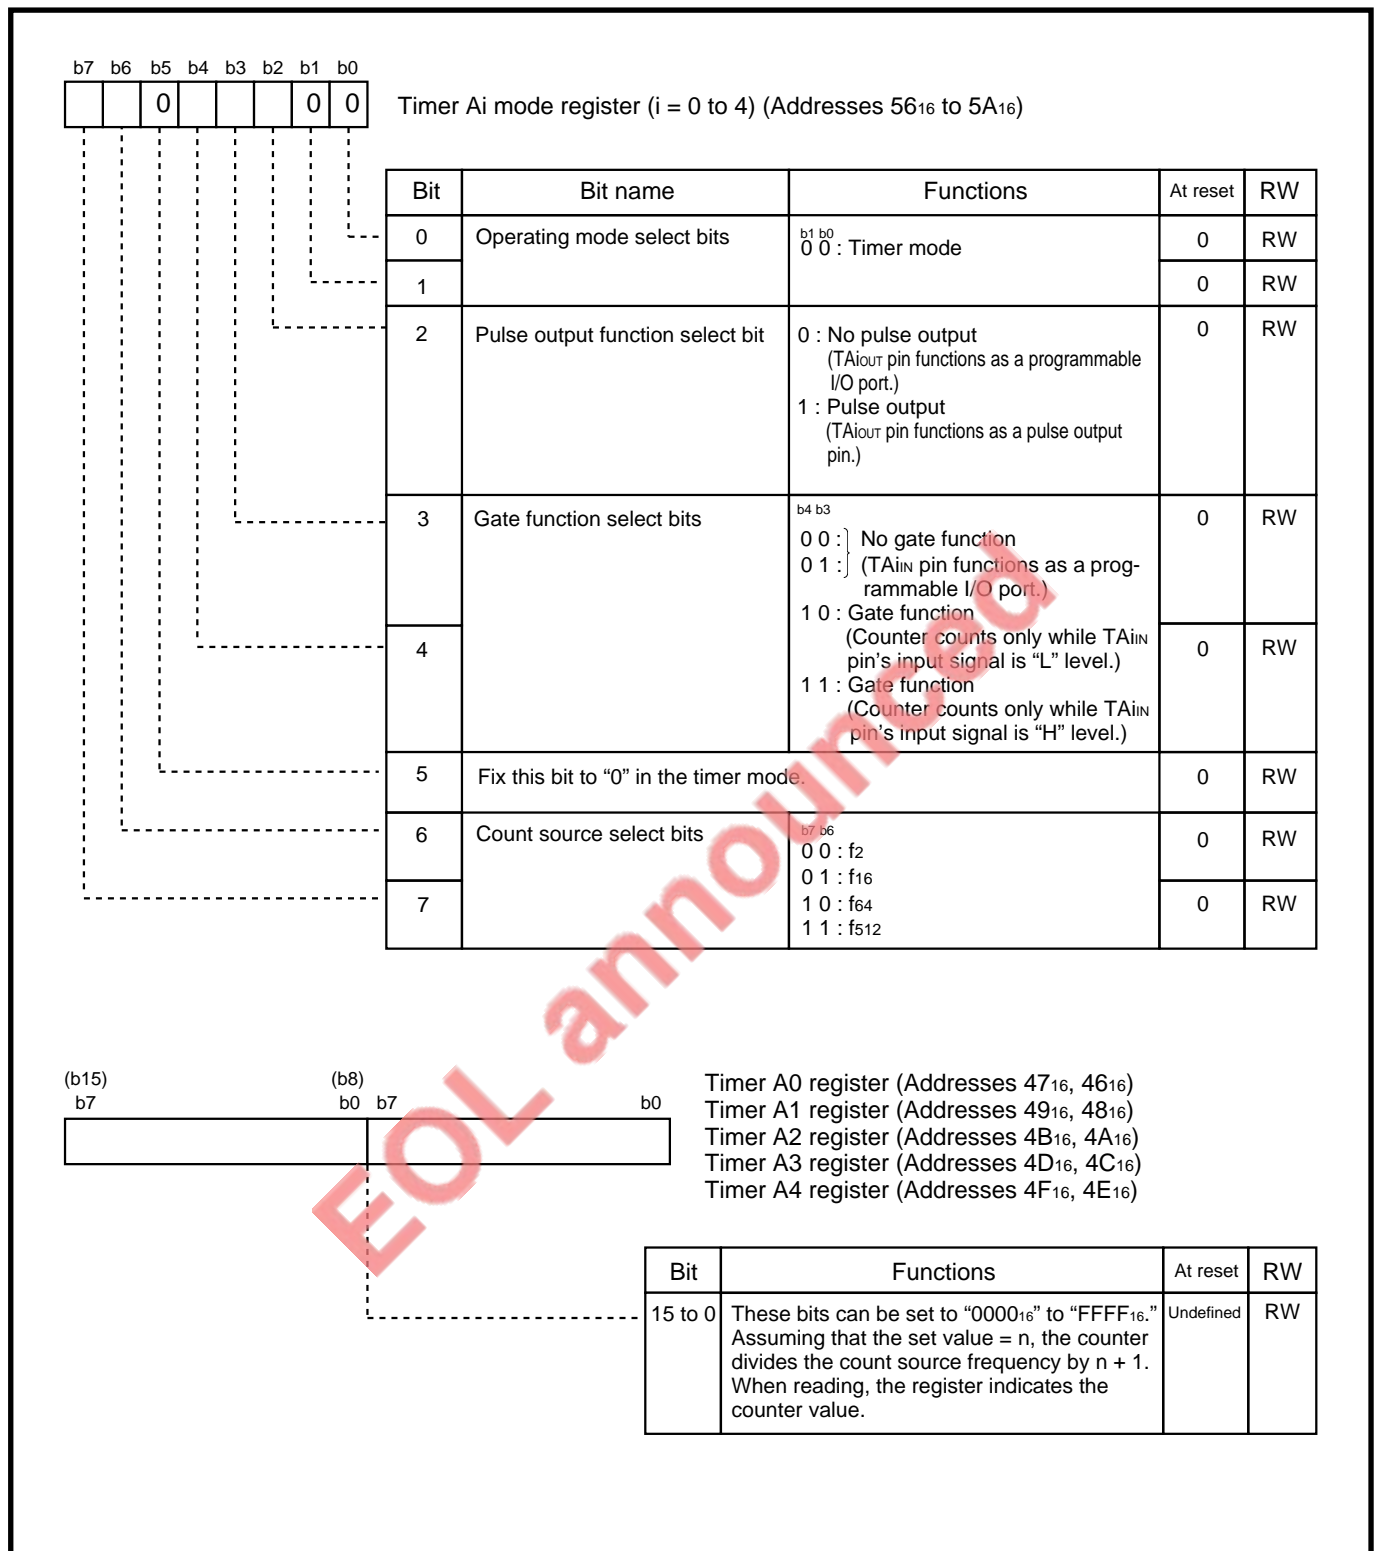 b7 b6 b5 b4 b3 b2 b1 b0
0 0 0
Timer Ai mode register (i = 0 to 4) (Addresses 5616 to 5A16)
Bit Bit name Functions At reset RW
0 Operating mode select bits b1 b0 0 RW
0 0 : Timer mode
1 0 RW
2 Pulse output function select bit 0 : No pulse output 0 RW
(TAiOUT pin functions as a programmable
I/O port.)
1 : Pulse output
(TAiOUT pin functions as a pulse output
pin.)
3 Gate function select bits b4 b3 0 RW
0 0 : No gate function
0 1 : (TAiIN pin functions as a prog-
rammable I/O port.)
1 0 : Gate function
(Counter counts only while TAiIN
4 pin’s input signal is “L” level.) 0 RW
1 1 : Gate function
(Counter counts only while TAiIN
pin’s input signal is “H” level.)
5 Fix this bit to “0” in the timer mode. 0 RW
6 Count source select bits b7 b6 0 RW
0 0 : f2
0 1 : f16
7 1 0 : f64 0 RW
1 1 : f512
EOL announced
(b15) (b8)
b7 b0 b7 b0
Timer A0 register (Addresses 4716, 4616)
Timer A1 register (Addresses 4916, 4816)
Timer A2 register (Addresses 4B16, 4A16)
Timer A3 register (Addresses 4D16, 4C16)
Timer A4 register (Addresses 4F16, 4E16)
Bit Functions At reset RW
15 to 0 These bits can be set to “000016” to “FFFF16.” Undefined RW
Assuming that the set value = n, the counter
divides the count source frequency by n + 1.
When reading, the register indicates the
counter value.